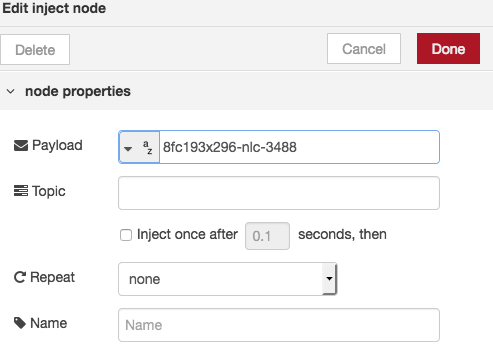 Edit inject node
Delete Cancel Done
node properties
Payload az 8fc193x296-nlc-3488
Topic
Inject once after 0.1 seconds, then
Repeat none
Name Name